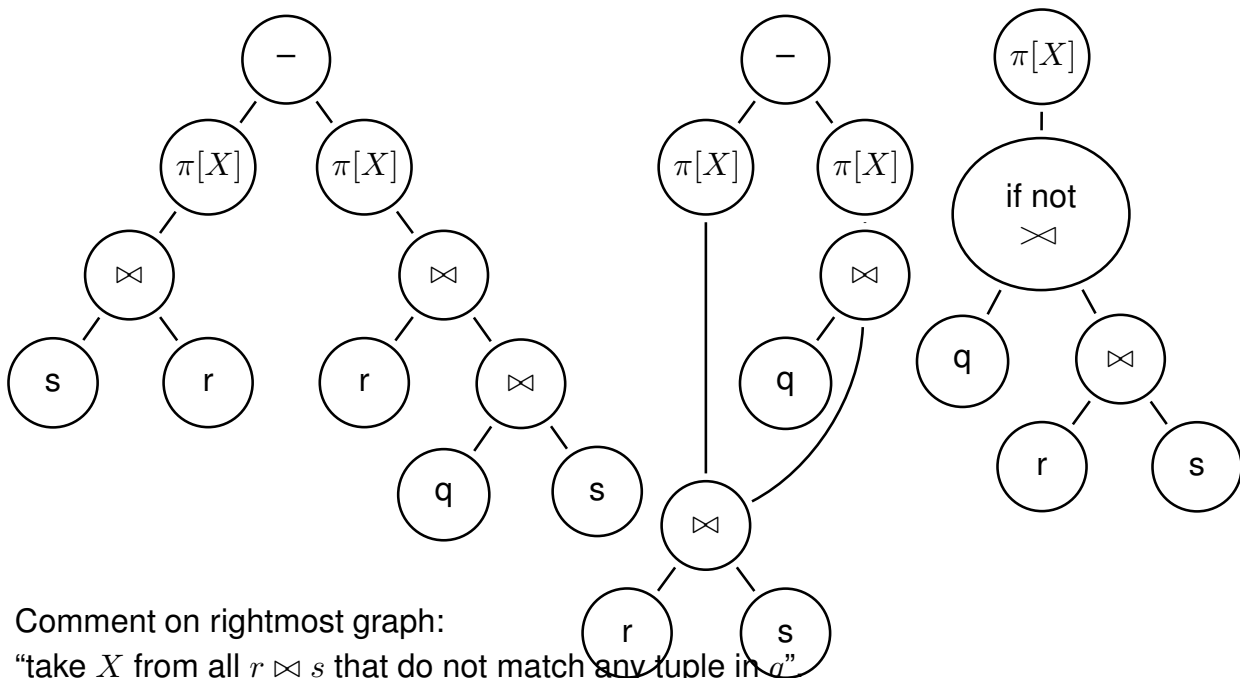 −
π[X] π[X]
⋈ ⋈
s r r ⋈
q s
−
π[X] π[X]
⋈
q
⋈
r s
π[X]
if not
⋊
q ⋈
r s
Comment on rightmost graph:
“take X from all r ⋈ s that do not match any tuple in q”.